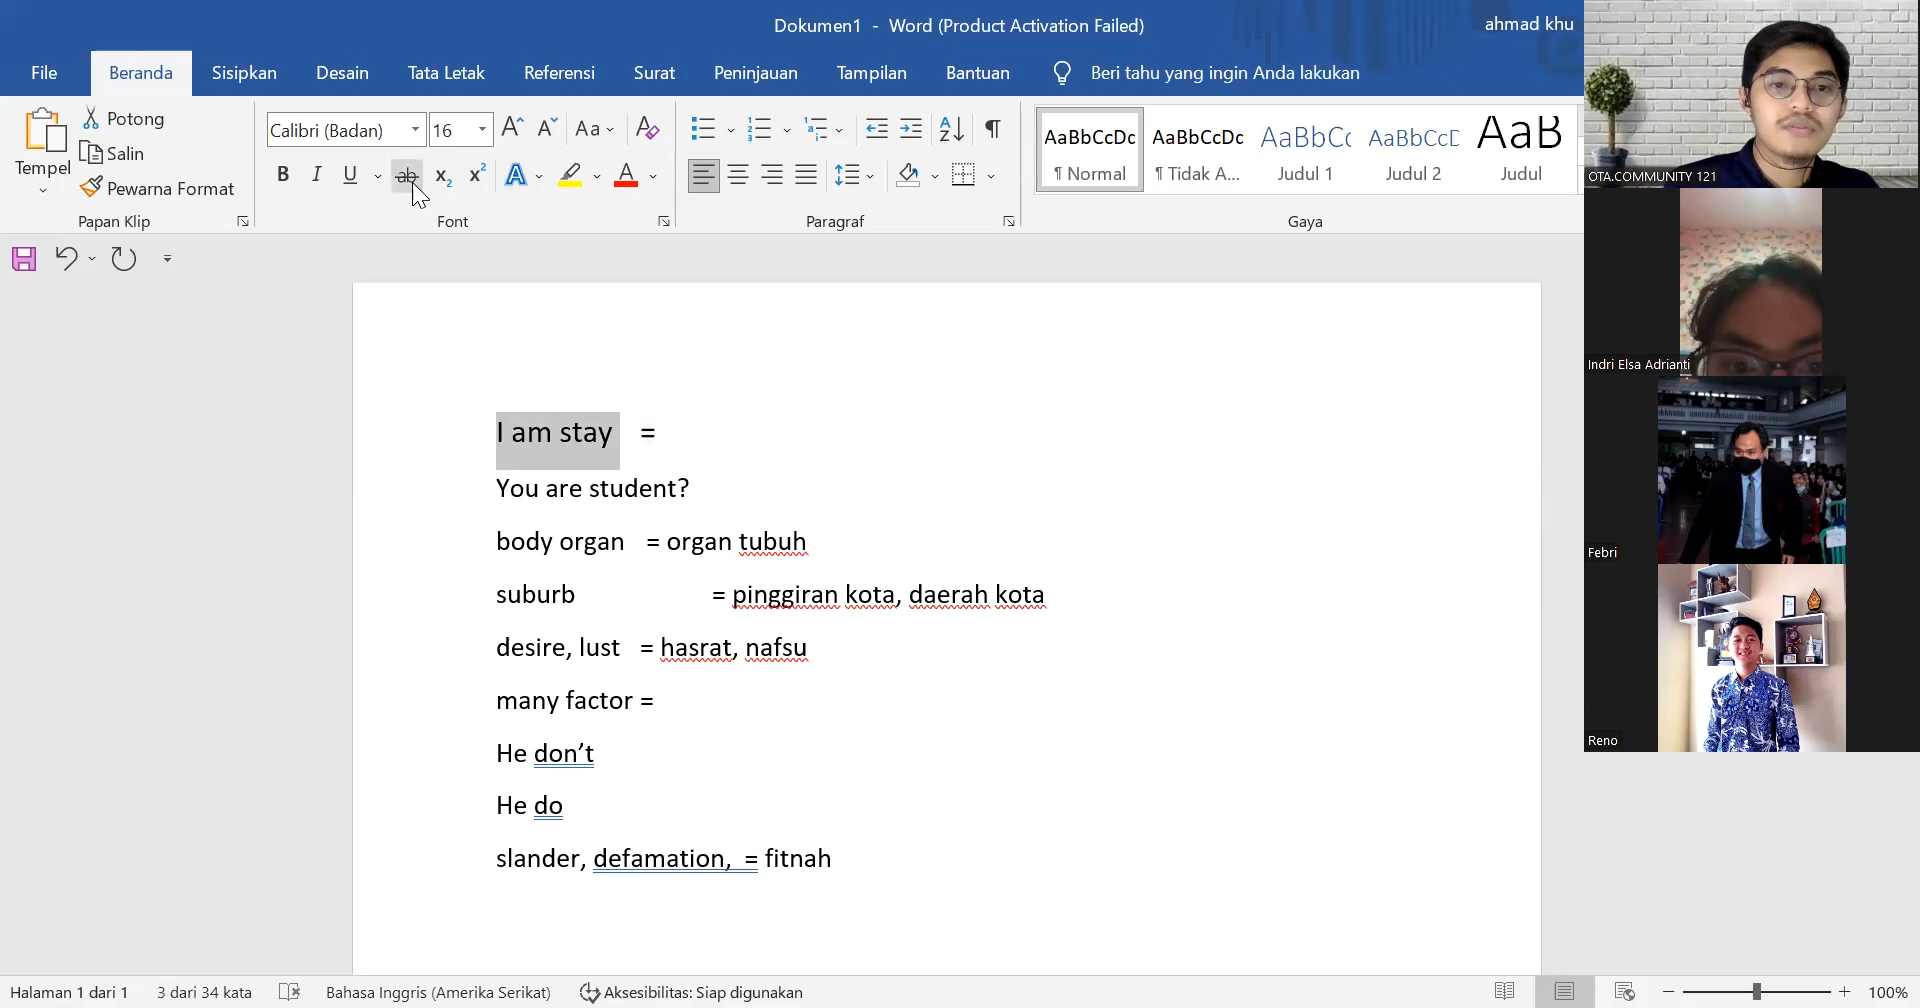 Dokumen1 - Word (Product Activation Failed)
ahmad khu
File Beranda Sisipkan Desain Tata Letak Referensi Surat Peninjauan Tampilan Bantuan Beri tahu yang ingin Anda lakukan
Tempel
Potong
Salin
Pewarna Format
Papan Klip
Calibri (Badan) 16
Font
Paragraf
AaBbCcDc AaBbCcDc AaBbCc AaBbCcD AaB
¶ Normal ¶ Tidak A... Judul 1 Judul 2 Judul
Gaya
I am stay =
You are student?
body organ = organ tubuh
suburb = pinggiran kota, daerah kota
desire, lust = hasrat, nafsu
many factor =
He don’t
He do
slander, defamation, = fitnah
OTA.COMMUNITY 121
Indri Elsa Adrianti
Febri
Reno
Halaman 1 dari 1 3 dari 34 kata Bahasa Inggris (Amerika Serikat) Aksesibilitas: Siap digunakan 100%